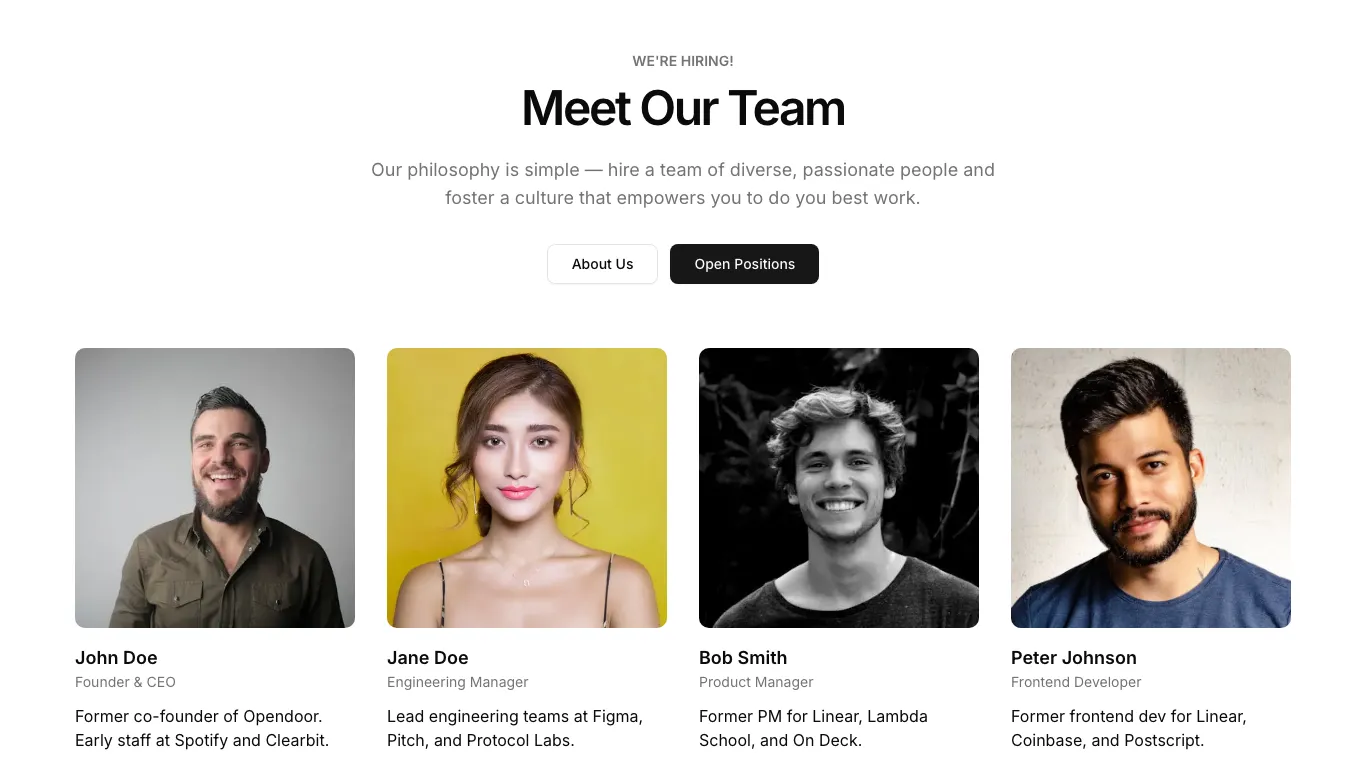 WE'RE HIRING!
Meet Our Team
Our philosophy is simple — hire a team of diverse, passionate people and
foster a culture that empowers you to do you best work.
About Us
Open Positions
John Doe
Founder & CEO
Former co-founder of Opendoor.
Early staff at Spotify and Clearbit.
Jane Doe
Engineering Manager
Lead engineering teams at Figma,
Pitch, and Protocol Labs.
Bob Smith
Product Manager
Former PM for Linear, Lambda
School, and On Deck.
Peter Johnson
Frontend Developer
Former frontend dev for Linear,
Coinbase, and Postscript.